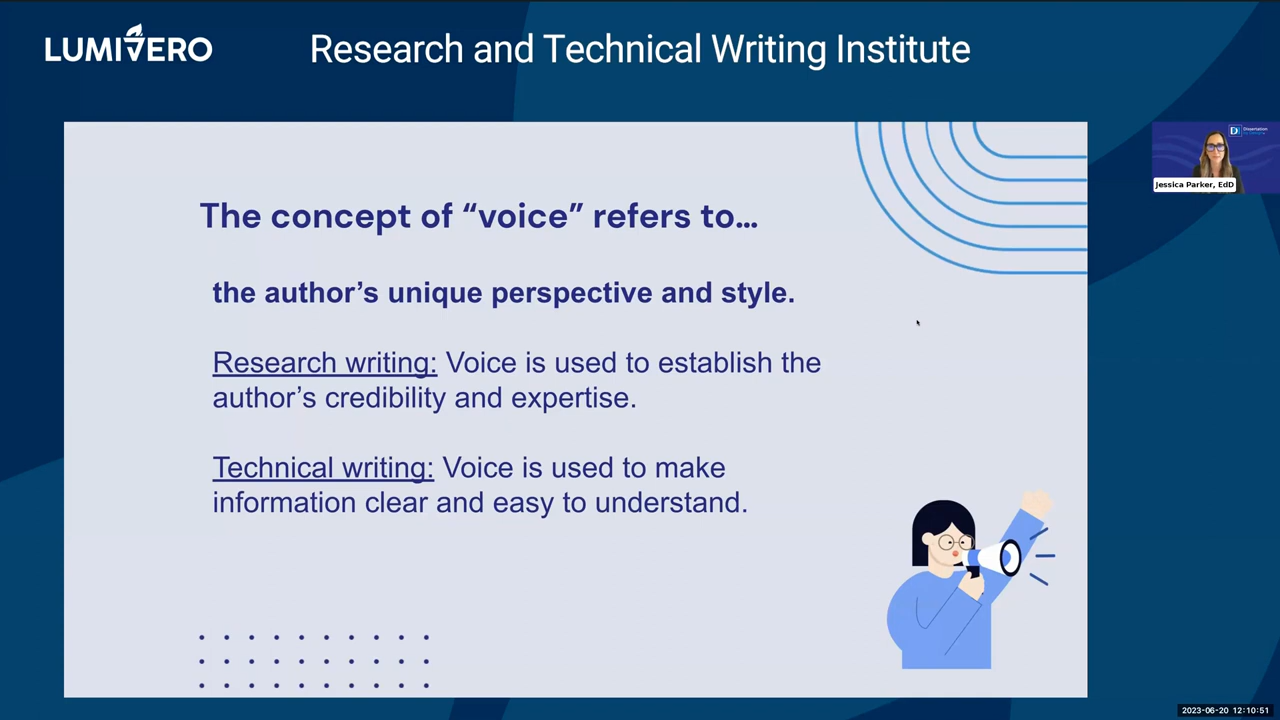 LUMIVERO
Research and Technical Writing Institute
The concept of “voice” refers to…
the author’s unique perspective and style.
Research writing: Voice is used to establish the
author’s credibility and expertise.
Technical writing: Voice is used to make
information clear and easy to understand.
Dissertation
Jessica Parker, EdD
2023-06-20 12:10:51